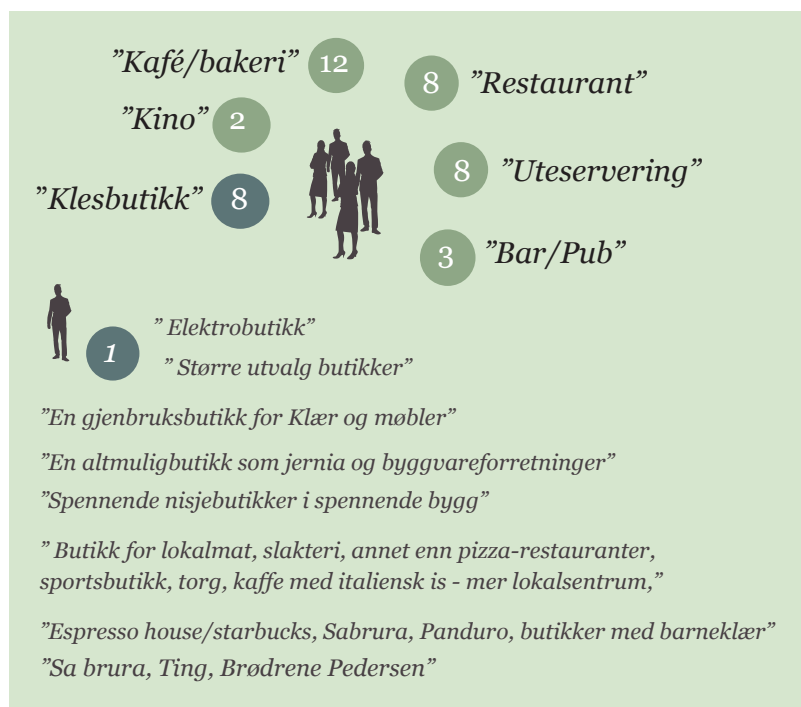 ”Kafé/bakeri” 12
8 ”Restaurant”
”Kino” 2
8 ”Uteservering”
”Klesbutikk” 8
3 ”Bar/Pub”
1
” Elektrobutikk”
” Større utvalg butikker”
”En gjenbruksbutikk for Klær og møbler”
”En altmuligbutikk som jernia og byggvareforretninger”
”Spennende nisjebutikker i spennende bygg”
” Butikk for lokalmat, slakteri, annet enn pizza-restauranter,
sportsbutikk, torg, kaffe med italiensk is - mer lokalsentrum,”
”Espresso house/starbucks, Sabrura, Panduro, butikker med barneklær”
”Sa brura, Ting, Brødrene Pedersen”